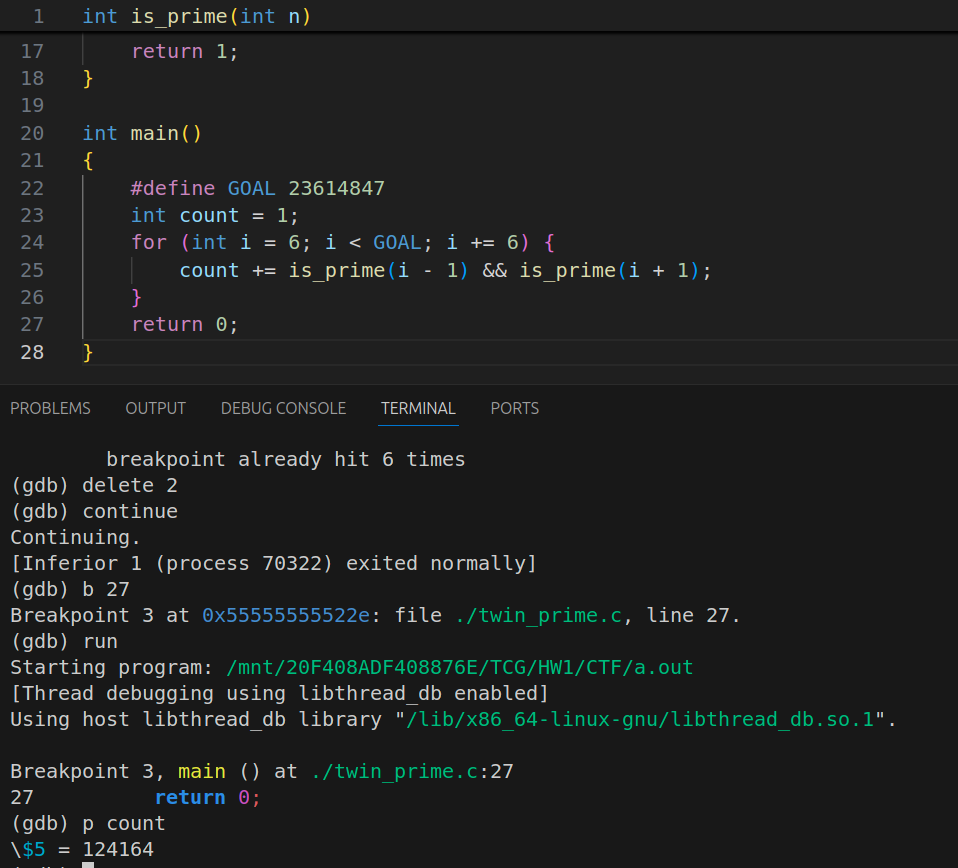 1 int is_prime(int n)
17 return 1;
18 }
19
20 int main()
21 {
22 #define GOAL 23614847
23 int count = 1;
24 for (int i = 6; i < GOAL; i += 6) {
25 count += is_prime(i - 1) && is_prime(i + 1);
26 }
27 return 0;
28 }
PROBLEMS OUTPUT DEBUG CONSOLE TERMINAL PORTS
breakpoint already hit 6 times
(gdb) delete 2
(gdb) continue
Continuing.
[Inferior 1 (process 70322) exited normally]
(gdb) b 27
Breakpoint 3 at 0x55555555522e: file ./twin_prime.c, line 27.
(gdb) run
Starting program: /mnt/20F408ADF408876E/TCG/HW1/CTF/a.out
[Thread debugging using libthread_db enabled]
Using host libthread_db library "/lib/x86_64-linux-gnu/libthread_db.so.1".
Breakpoint 3, main () at ./twin_prime.c:27
27 return 0;
(gdb) p count
\$5 = 124164